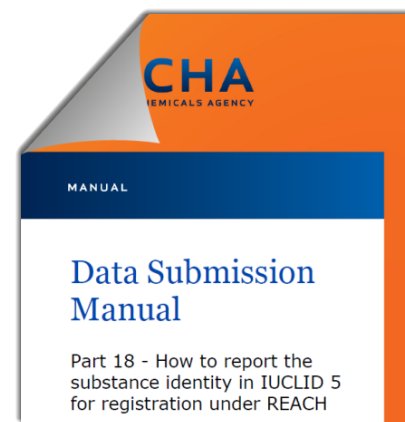 CHA
EMICALS AGENCY
MANUAL
Data Submission
Manual
Part 18 - How to report the
substance identity in IUCLID 5
for registration under REACH